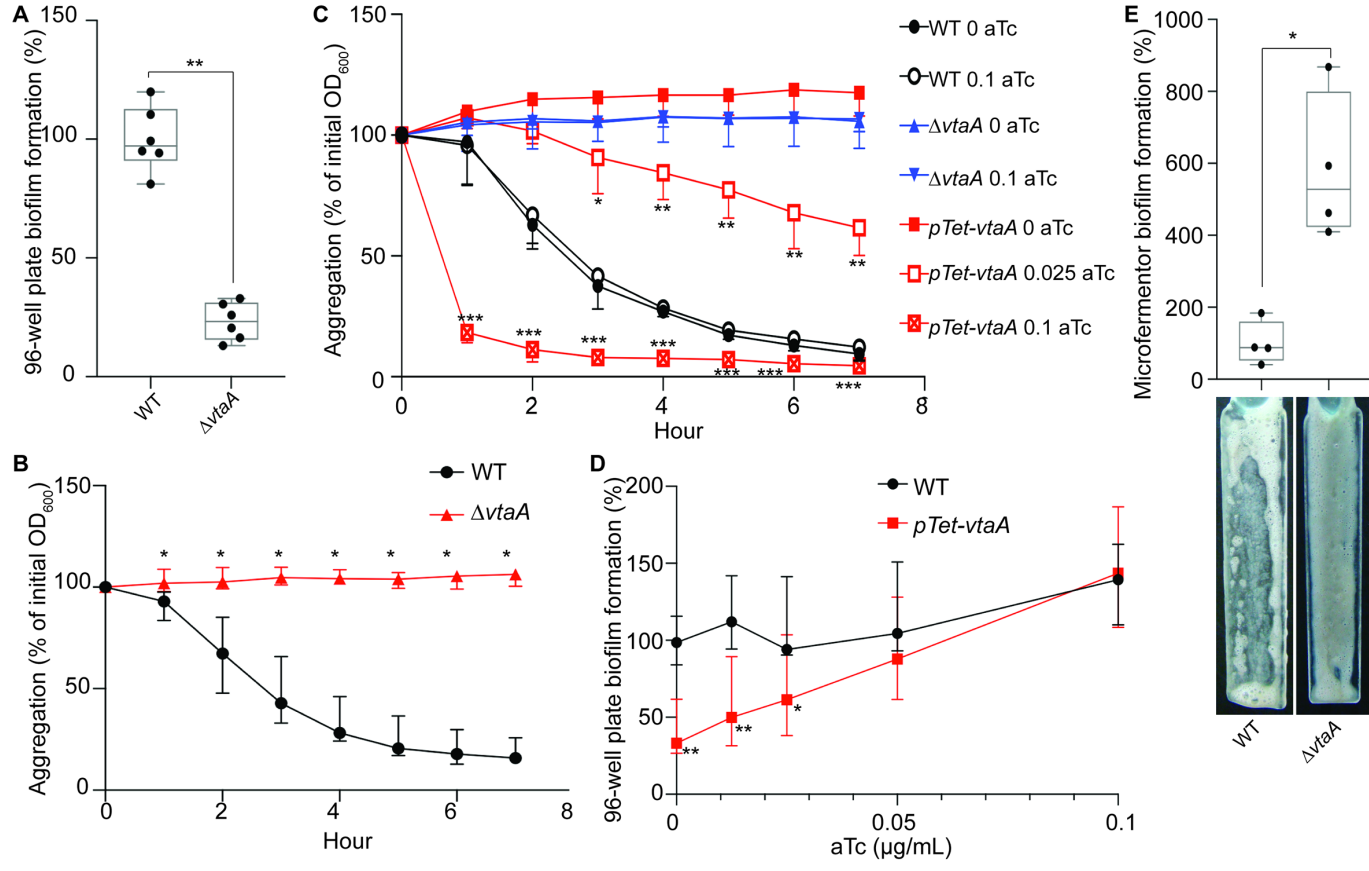 A
96-well plate biofilm formation (%)
150
100
50
0
**
WT
ΔvtaA
B
Aggregation (% of initial OD600)
150
100
50
0
WT
ΔvtaA
* * * * * * *
0 2 4 6 8
Hour
C
Aggregation (% of initial OD600)
150
100
50
0
WT 0 aTc
WT 0.1 aTc
ΔvtaA 0 aTc
ΔvtaA 0.1 aTc
pTet-vtaA 0 aTc
pTet-vtaA 0.025 aTc
pTet-vtaA 0.1 aTc
* ** ** ** **
*** *** *** *** *** *** ***
0 2 4 6 8
Hour
D
96-well plate biofilm formation (%)
200
150
100
50
0
WT
pTet-vtaA
** ** *
0 0.05 0.1
aTc (µg/mL)
E
Microfermentor biofilm formation (%)
1000
800
600
400
200
0
*
WT
ΔvtaA